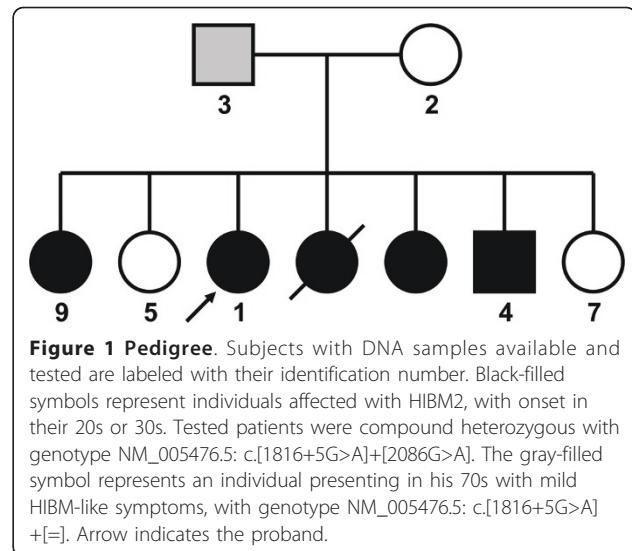 3 2
9 5 1 4 7
Figure 1 Pedigree. Subjects with DNA samples available and
tested are labeled with their identification number. Black-filled
symbols represent individuals affected with HIBM2, with onset in
their 20s or 30s. Tested patients were compound heterozygous with
genotype NM_005476.5: c.[1816+5G>A]+[2086G>A]. The gray-filled
symbol represents an individual presenting in his 70s with mild
HIBM-like symptoms, with genotype NM_005476.5: c.[1816+5G>A]
+[=]. Arrow indicates the proband.